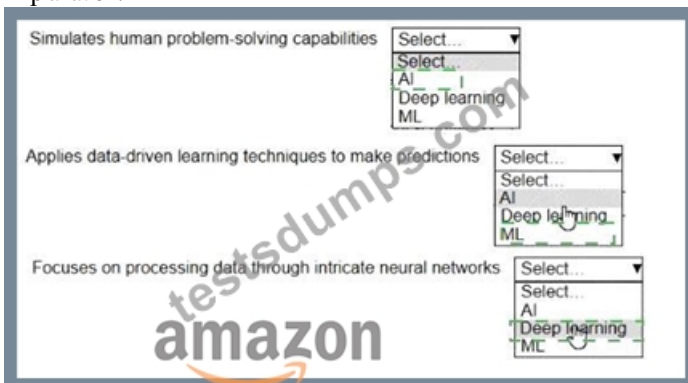 Simulates human problem-solving capabilities
Select...
Select...
AI
Deep learning
ML
Applies data-driven learning techniques to make predictions
Select...
Select...
AI
Deep learning
ML
Focuses on processing data through intricate neural networks
Select...
Select...
AI
Deep learning
ML
testsdumps.com
amazon